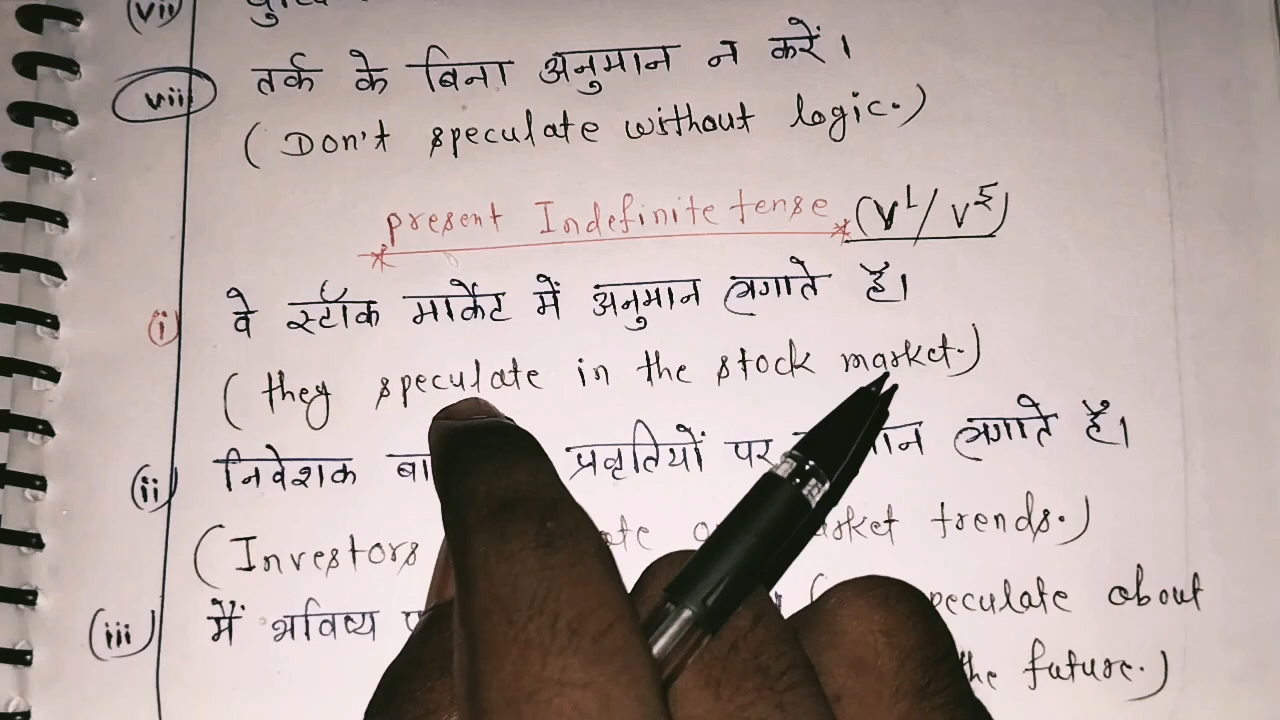 (vii)
(viii) तर्क के बिना अनुमान न करें।
(Don't speculate without logic.)
present Indefinite tense (V¹/V⁵)
(i) वे स्टॉक मार्केट में अनुमान लगाते हैं।
(they speculate in the stock market.)
(ii) निवेशक प्रवृतियों पर लगाते हैं।
(Investors trends.)
(iii) में भविष्य speculate about
the future.)